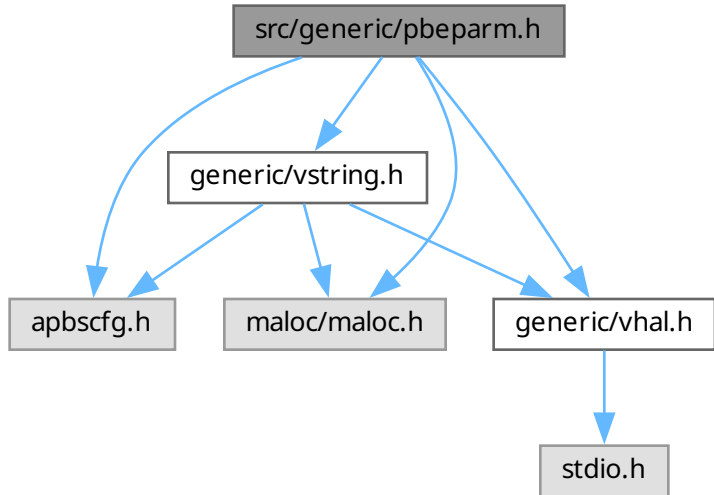 src/generic/pbeparm.h
generic/vstring.h
apbscfg.h
maloc/maloc.h
generic/vhal.h
stdio.h